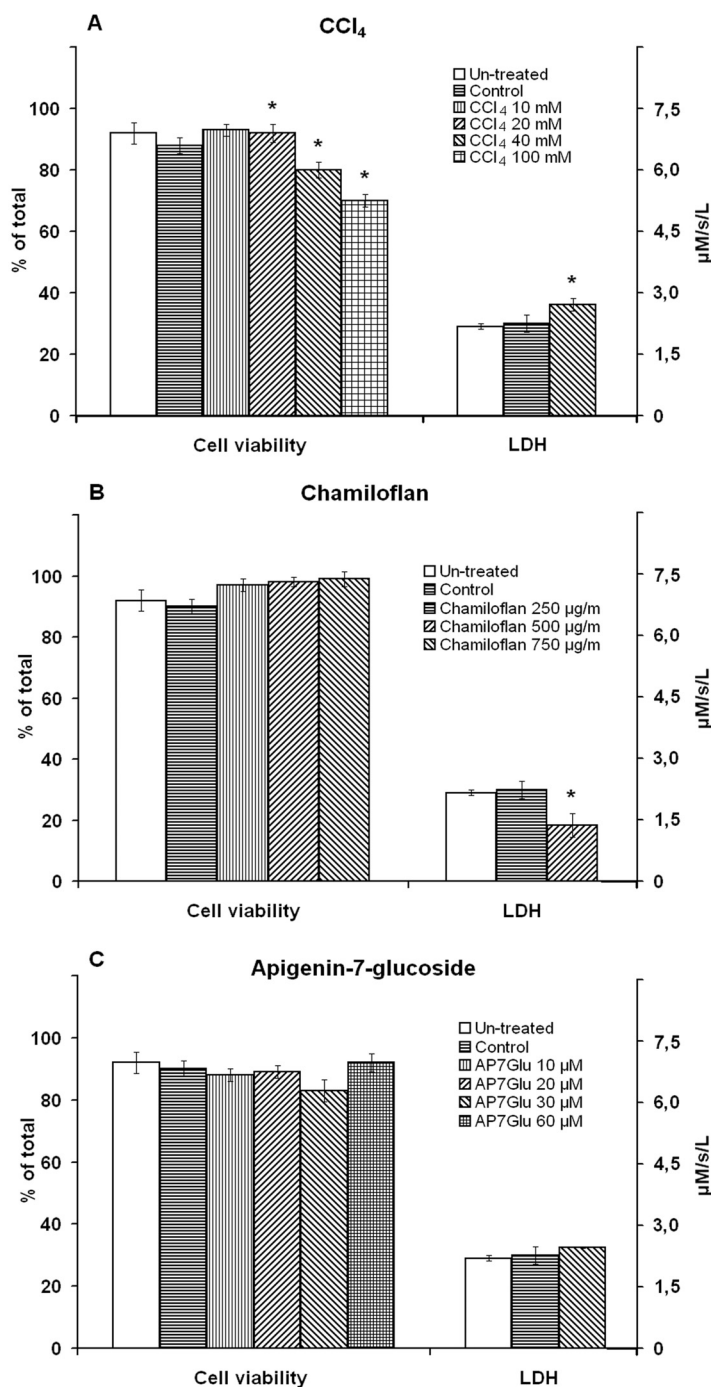 A
CCl₄
% of total
100
80
60
40
20
0
Un-treated
Control
CCl₄ 10 mM
CCl₄ 20 mM
CCl₄ 40 mM
CCl₄ 100 mM
* * * *
7,5
6,0
4,5
3,0
1,5
0
µM/s/L
Cell viability LDH
B
Chamiloflan
% of total
100
80
60
40
20
0
Un-treated
Control
Chamiloflan 250 µg/m
Chamiloflan 500 µg/m
Chamiloflan 750 µg/m
*
7,5
6,0
4,5
3,0
1,5
0
µM/s/L
Cell viability LDH
C
Apigenin-7-glucoside
% of total
100
80
60
40
20
0
Un-treated
Control
AP7Glu 10 µM
AP7Glu 20 µM
AP7Glu 30 µM
AP7Glu 60 µM
7,5
6,0
4,5
3,0
1,5
0
µM/s/L
Cell viability LDH